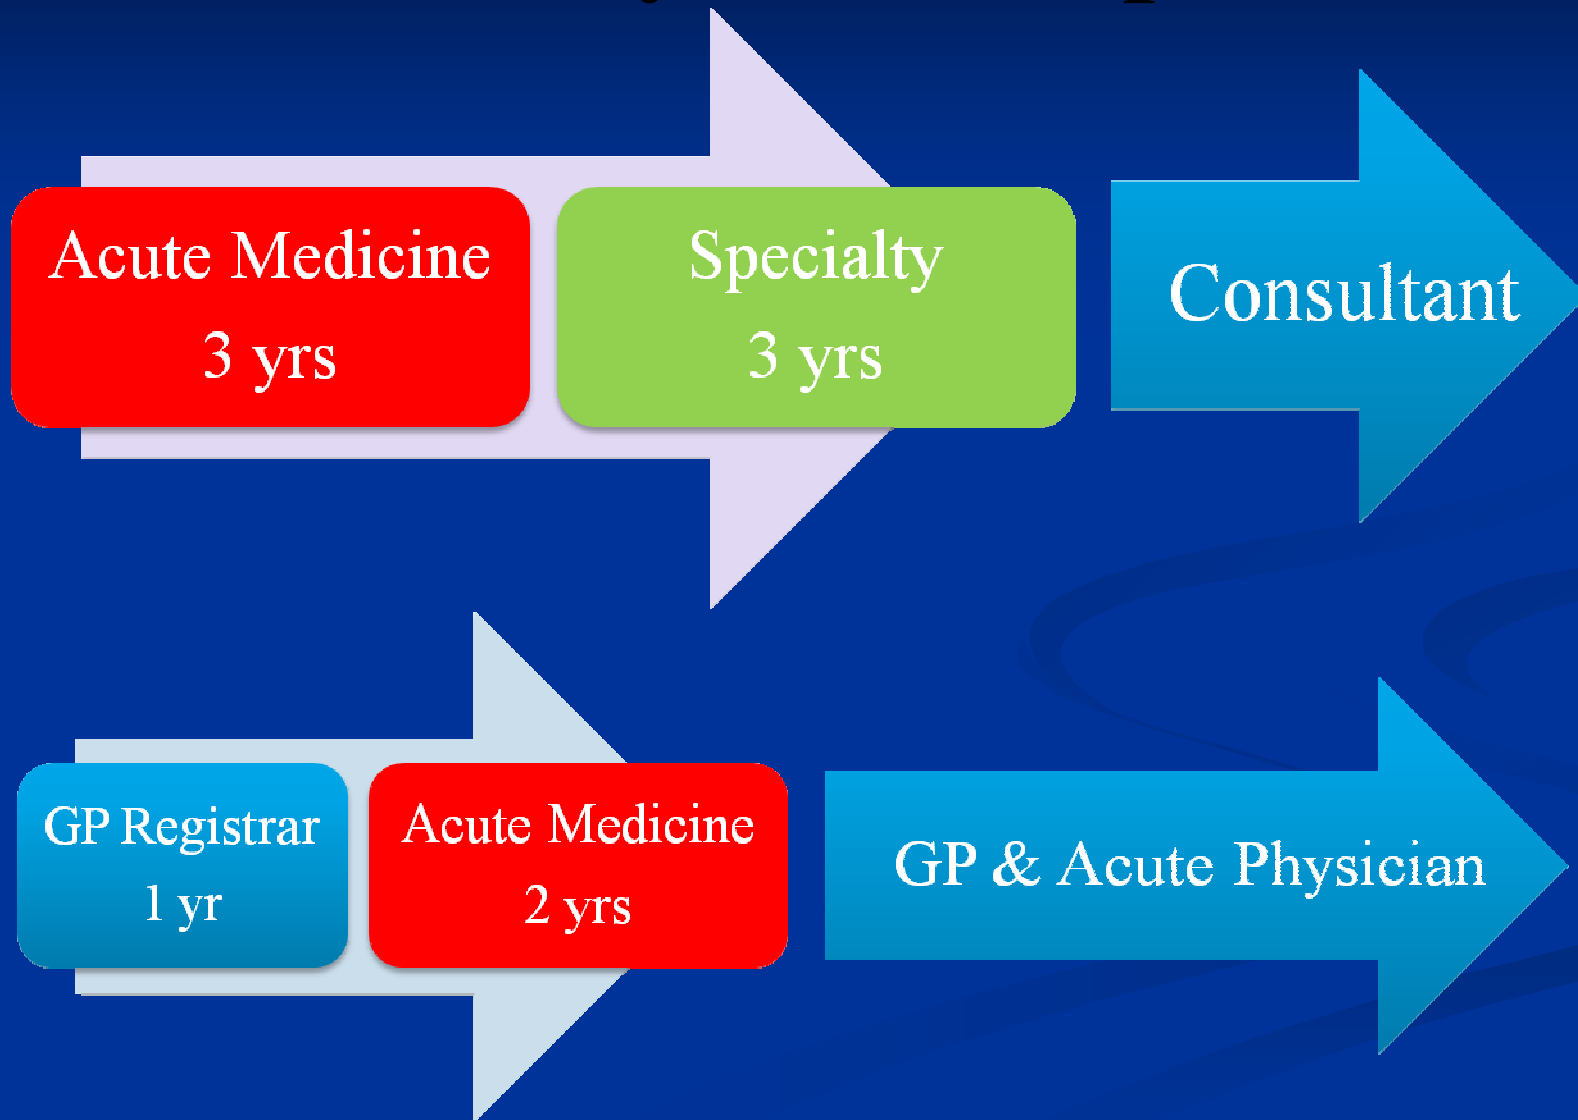 Acute Medicine
3 yrs
Specialty
3 yrs
Consultant
GP Registrar
1 yr
Acute Medicine
2 yrs
GP & Acute Physician